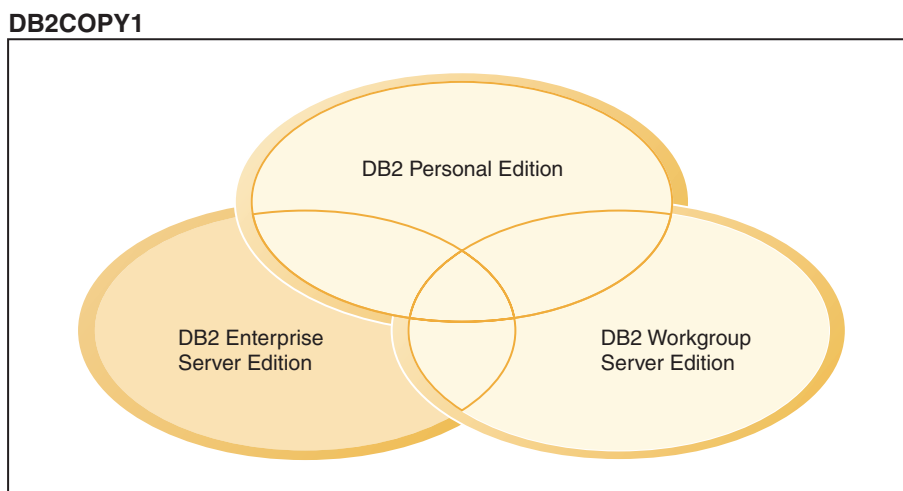 DB2COPY1
DB2 Personal Edition
DB2 Enterprise
Server Edition
DB2 Workgroup
Server Edition